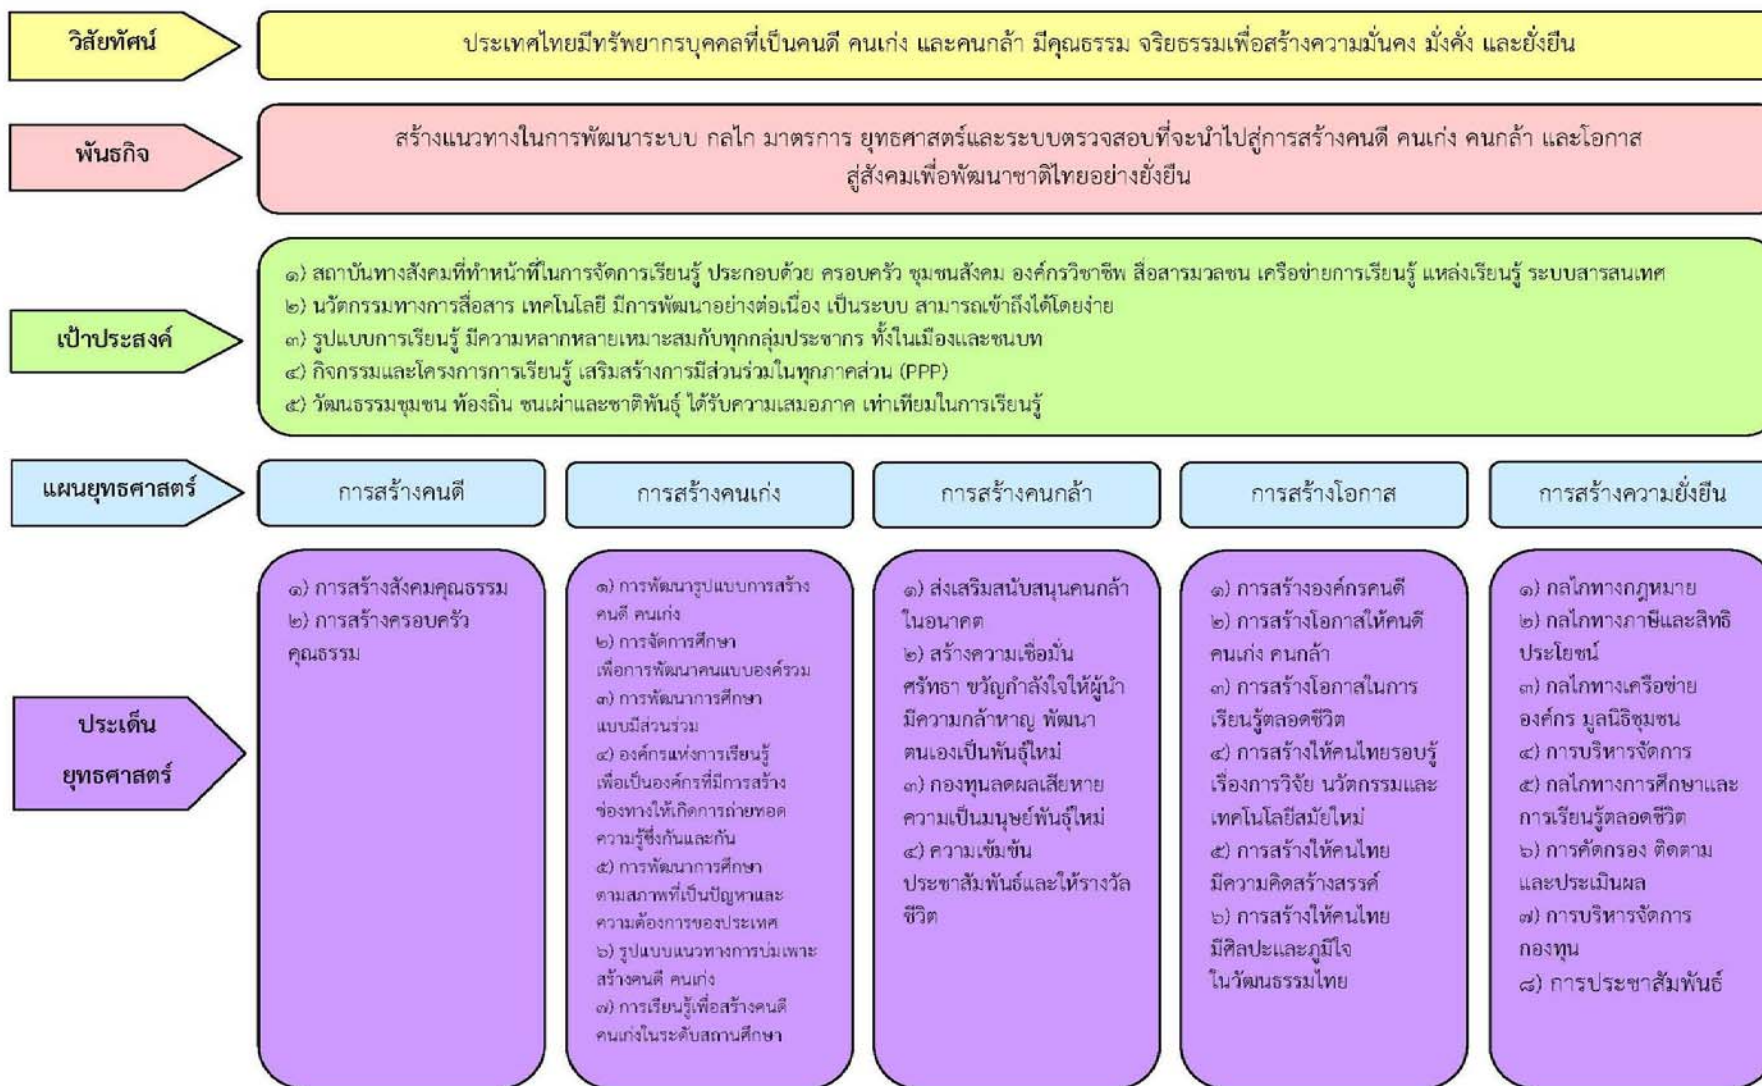 วิสัยทัศน์
ประเทศไทยมีทรัพยากรบุคคลที่เป็นคนดี คนเก่ง และคนกล้า มีคุณธรรม จริยธรรมเพื่อสร้างความมั่นคง มั่งคั่ง และยั่งยืน
พันธกิจ
สร้างแนวทางในการพัฒนาระบบ กลไก มาตรการ ยุทธศาสตร์และระบบตรวจสอบที่จะนำไปสู่การสร้างคนดี คนเก่ง คนกล้า และโอกาส
สู่สังคมเพื่อพัฒนาชาติไทยอย่างยั่งยืน
เป้าประสงค์
๑) สถาบันทางสังคมที่ทำหน้าที่ในการจัดการเรียนรู้ ประกอบด้วย ครอบครัว ชุมชนสังคม องค์กรวิชาชีพ สื่อสารมวลชน เครือข่ายการเรียนรู้ แหล่งเรียนรู้ ระบบสารสนเทศ
๒) นวัตกรรมทางการสื่อสาร เทคโนโลยี มีการพัฒนาอย่างต่อเนื่อง เป็นระบบ สามารถเข้าถึงได้โดยง่าย
๓) รูปแบบการเรียนรู้ มีความหลากหลายเหมาะสมกับทุกกลุ่มประชากร ทั้งในเมืองและชนบท
๔) กิจกรรมและโครงการการเรียนรู้ เสริมสร้างการมีส่วนร่วมในทุกภาคส่วน (PPP)
๕) วัฒนธรรมชุมชน ท้องถิ่น ชนเผ่าและชาติพันธุ์ ได้รับความเสมอภาค เท่าเทียมในการเรียนรู้
แผนยุทธศาสตร์
การสร้างคนดี
การสร้างคนเก่ง
การสร้างคนกล้า
การสร้างโอกาส
การสร้างความยั่งยืน
ประเด็น
ยุทธศาสตร์
๑) การสร้างสังคมคุณธรรม
๒) การสร้างครอบครัว
คุณธรรม
๑) การพัฒนารูปแบบการสร้าง
คนดี คนเก่ง
๒) การจัดการศึกษา
เพื่อการพัฒนาคนแบบองค์รวม
๓) การพัฒนาการศึกษา
แบบมีส่วนร่วม
๔) องค์กรแห่งการเรียนรู้
เพื่อเป็นองค์กรที่มีการสร้าง
ช่องทางให้เกิดการถ่ายทอด
ความรู้ซึ่งกันและกัน
๕) การพัฒนาการศึกษา
ตามสภาพที่เป็นปัญหาและ
ความต้องการของประเทศ
๖) รูปแบบแนวทางการบ่มเพาะ
สร้างคนดี คนเก่ง
๗) การเรียนรู้เพื่อสร้างคนดี
คนเก่งในระดับสถานศึกษา
๑) ส่งเสริมสนับสนุนคนกล้า
ในอนาคต
๒) สร้างความเชื่อมั่น
ศรัทธา ขวัญกำลังใจให้ผู้นำ
มีความกล้าหาญ พัฒนา
ตนเองเป็นพันธุ์ใหม่
๓) กองทุนลดผลเสียหาย
ความเป็นมนุษย์พันธุ์ใหม่
๔) ความเข้มข้น
ประชาสัมพันธ์และให้รางวัล
ชีวิต
๑) การสร้างองค์กรคนดี
๒) การสร้างโอกาสให้คนดี
คนเก่ง คนกล้า
๓) การสร้างโอกาสในการ
เรียนรู้ตลอดชีวิต
๔) การสร้างให้คนไทยรอบรู้
เรื่องการวิจัย นวัตกรรมและ
เทคโนโลยีสมัยใหม่
๕) การสร้างให้คนไทย
มีความคิดสร้างสรรค์
๖) การสร้างให้คนไทย
มีศิลปะและภูมิใจ
ในวัฒนธรรมไทย
๑) กลไกทางกฎหมาย
๒) กลไกทางภาษีและสิทธิ
ประโยชน์
๓) กลไกทางเครือข่าย
องค์กร มูลนิธิชุมชน
๔) การบริหารจัดการ
๕) กลไกทางการศึกษาและ
การเรียนรู้ตลอดชีวิต
๖) การคัดกรอง ติดตาม
และประเมินผล
๗) การบริหารจัดการ
กองทุน
๘) การประชาสัมพันธ์